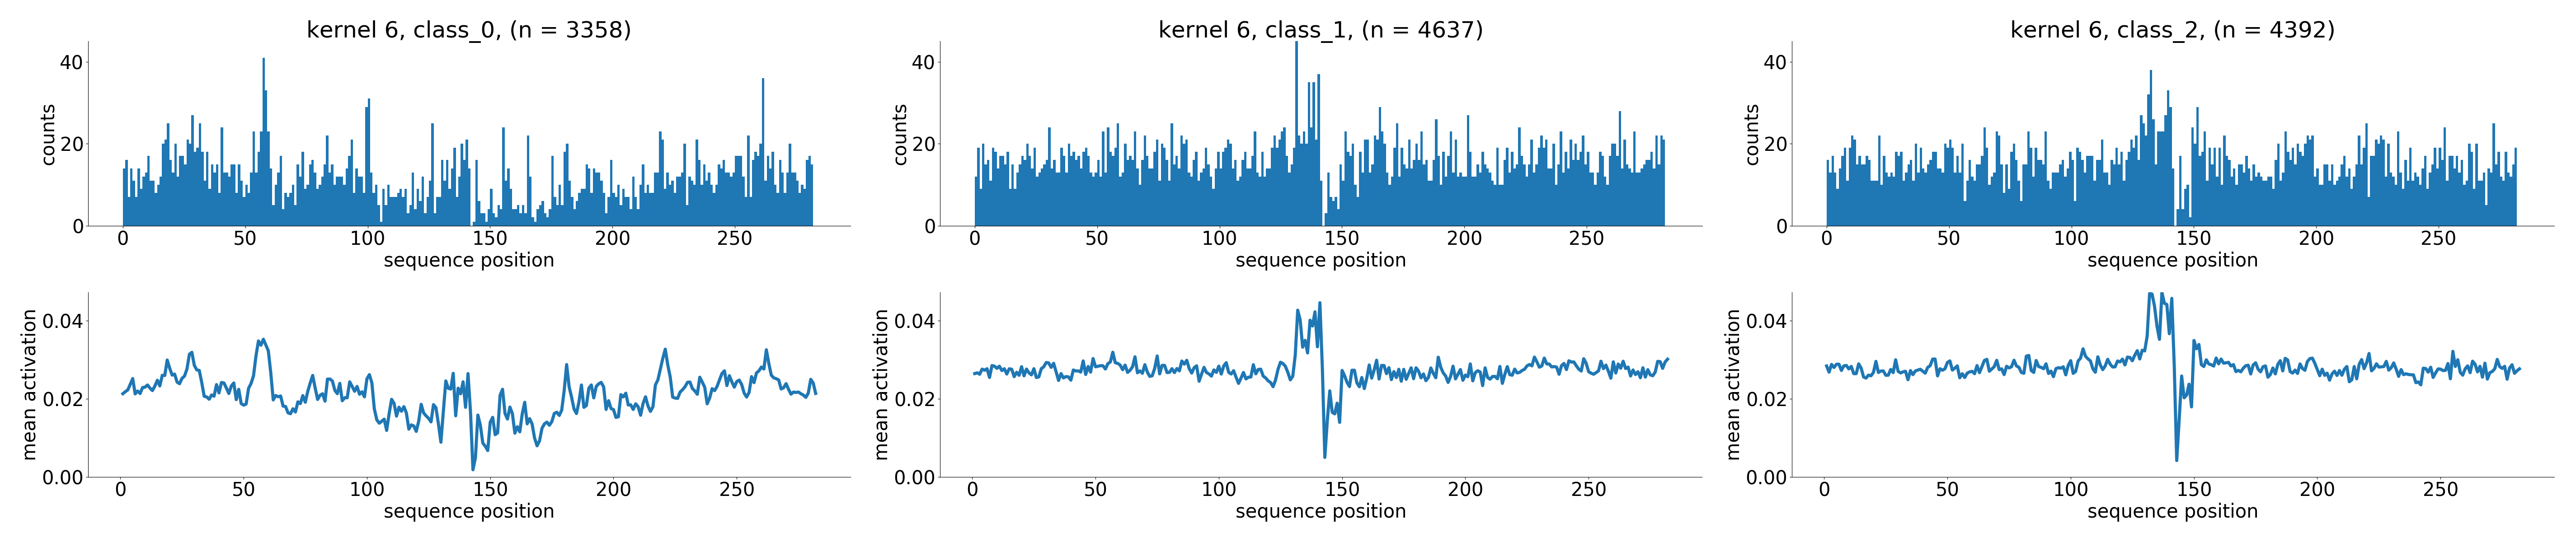 kernel 6, class_0, (n = 3358)
counts
40
20
0
0 50 100 150 200 250
sequence position
mean activation
0.04
0.02
0.00
0 50 100 150 200 250
sequence position
kernel 6, class_1, (n = 4637)
counts
40
20
0
0 50 100 150 200 250
sequence position
mean activation
0.04
0.02
0.00
0 50 100 150 200 250
sequence position
kernel 6, class_2, (n = 4392)
counts
40
20
0
0 50 100 150 200 250
sequence position
mean activation
0.04
0.02
0.00
0 50 100 150 200 250
sequence position